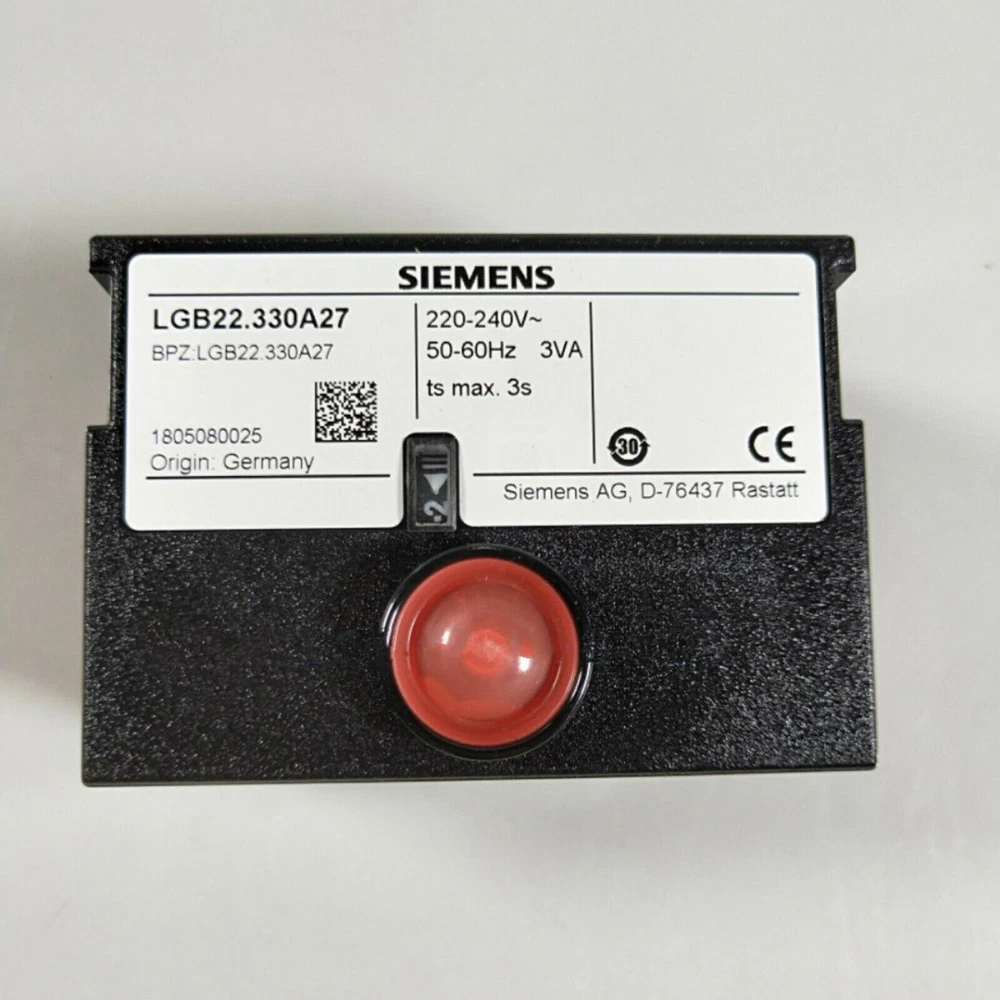 SIEMENS
LGB22.330A27
BPZ:LGB22.330A27
1805080025
Origin: Germany
220-240V~
50-60Hz 3VA
ts max. 3s
30
CE
Siemens AG, D-76437 Rastatt